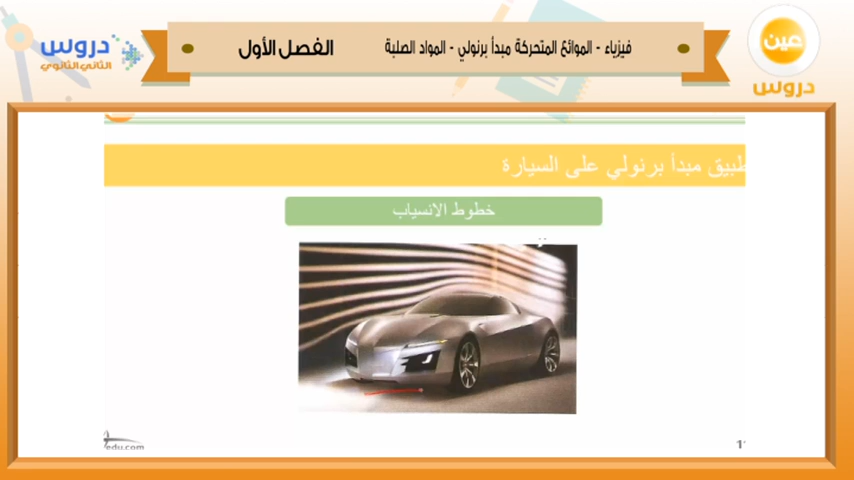 دروس
الثاني الثانوي
فيزياء - الموائع المتحركة مبدأ برنولي - المواد الصلبة
الفصل الأول
عين
دروس
مبدأ برنولي على السيارة
خطوط الانسياب
edu.com